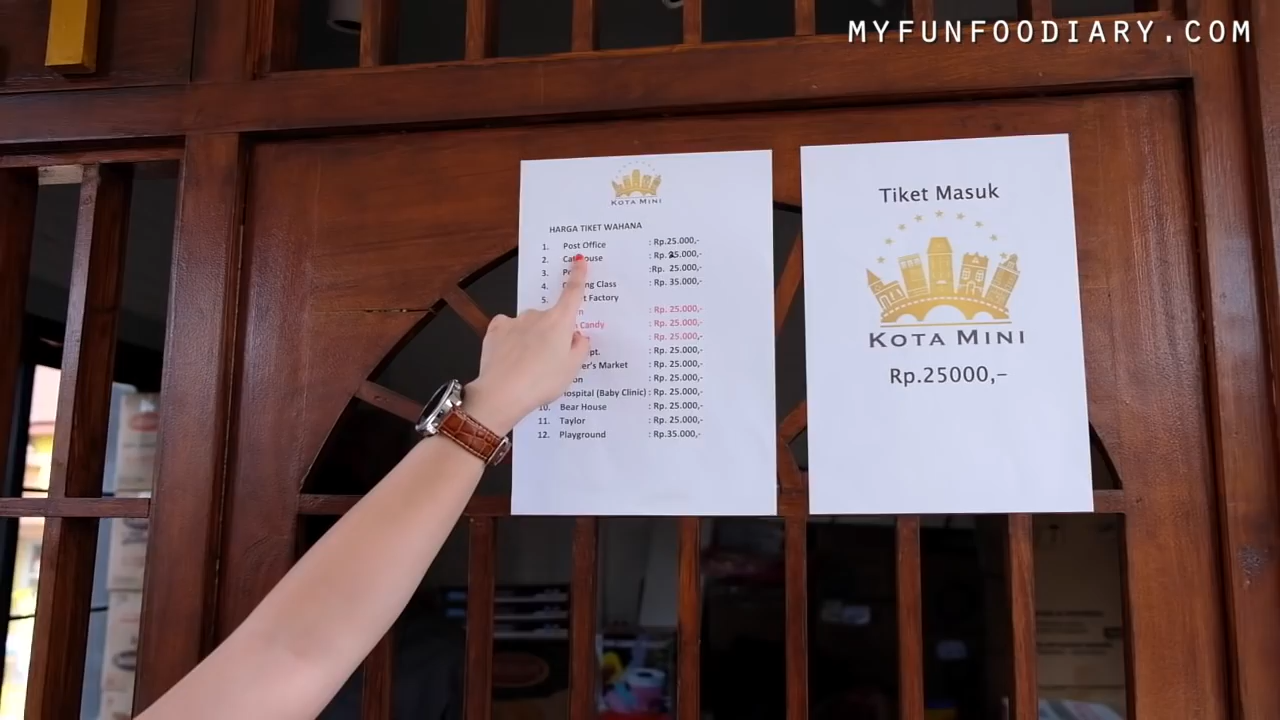 MYFUNFOODIARY.COM
KOTA MINI
HARGA TIKET WAHANA
1. Post Office : Rp.25.000,-
2. : Rp. 000,-
3. : Rp. 25.000,-
4. Class : Rp. 35.000,-
5. Factory
: Rp. 25.000,-
Candy : Rp. 25.000,-
: Rp. 25.000,-
: Rp. 25.000,-
Market : Rp. 25.000,-
: Rp. 25.000,-
Hospital (Baby Clinic) : Rp. 25.000,-
10. Bear House : Rp. 25.000,-
11. Taylor : Rp. 25.000,-
12. Playground : Rp.35.000,-
Tiket Masuk
KOTA MINI
Rp.25000,–